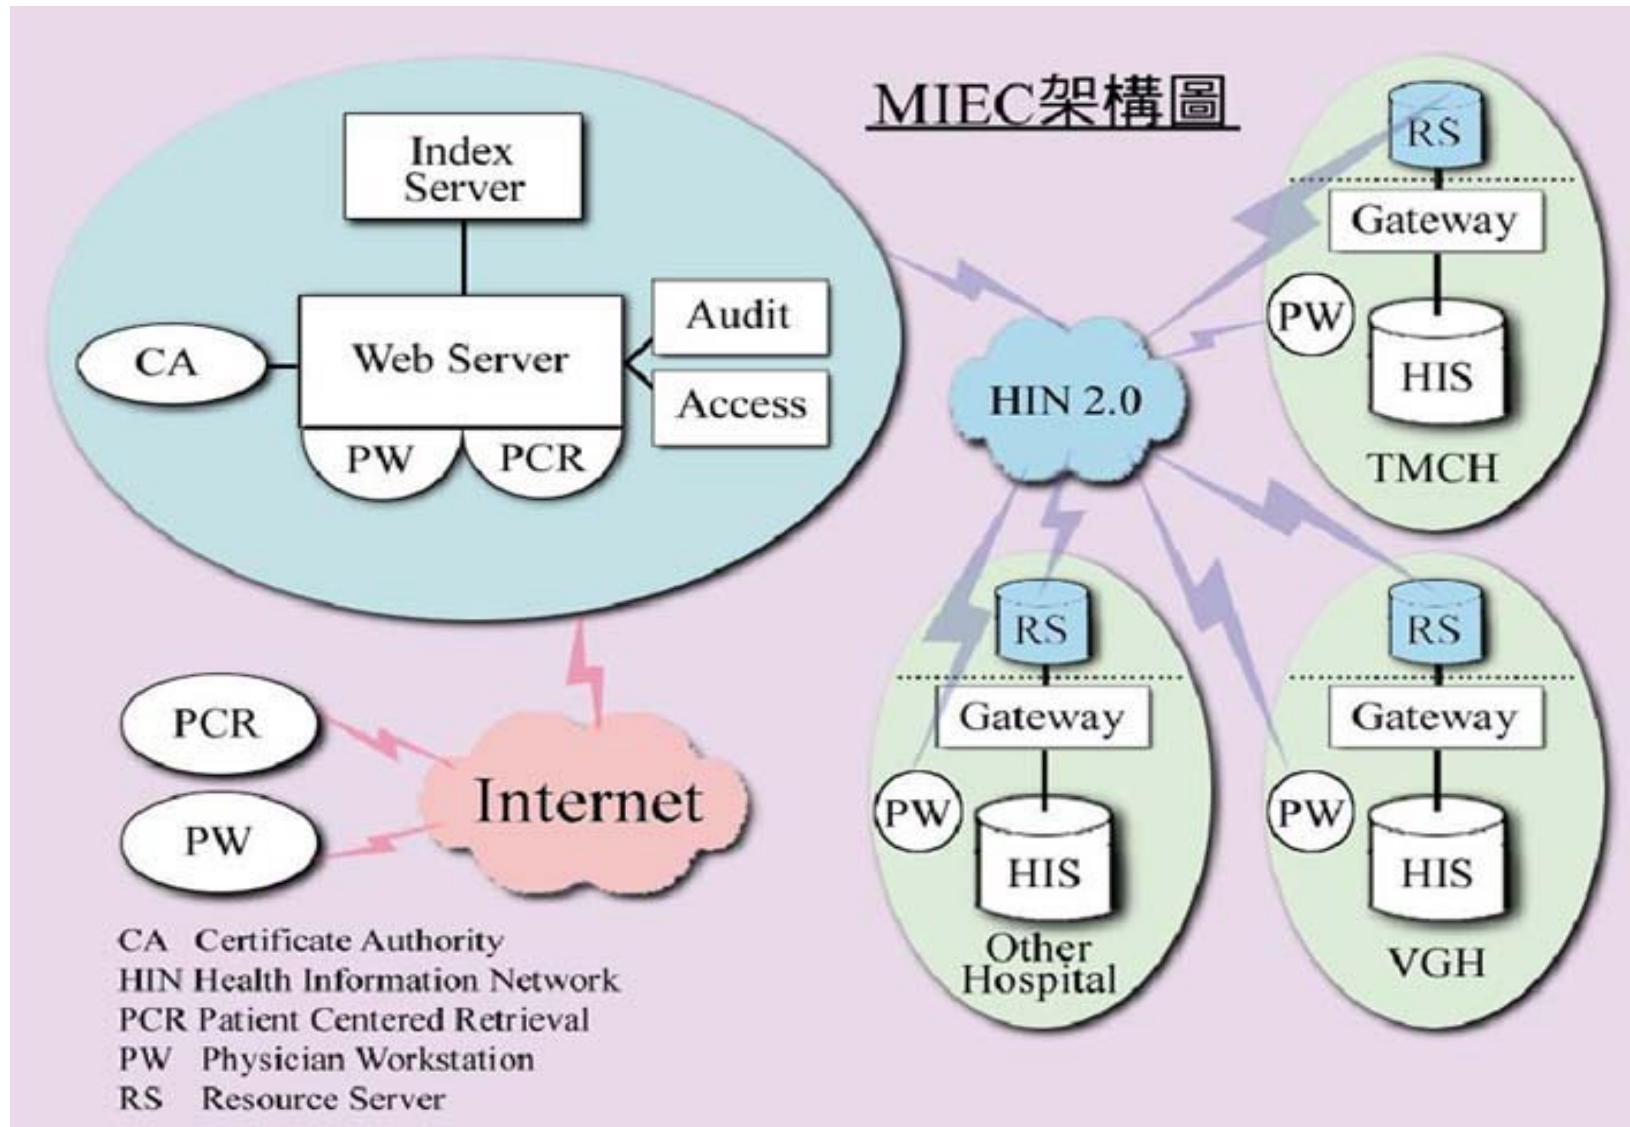 MIEC架構圖
Index
Server
CA
Web Server
Audit
Access
PW
PCR
HIN 2.0
RS
Gateway
PW
HIS
TMCH
RS
Gateway
PW
HIS
Other
Hospital
RS
Gateway
PW
HIS
VGH
PCR
PW
Internet
CA Certificate Authority
HIN Health Information Network
PCR Patient Centered Retrieval
PW Physician Workstation
RS Resource Server